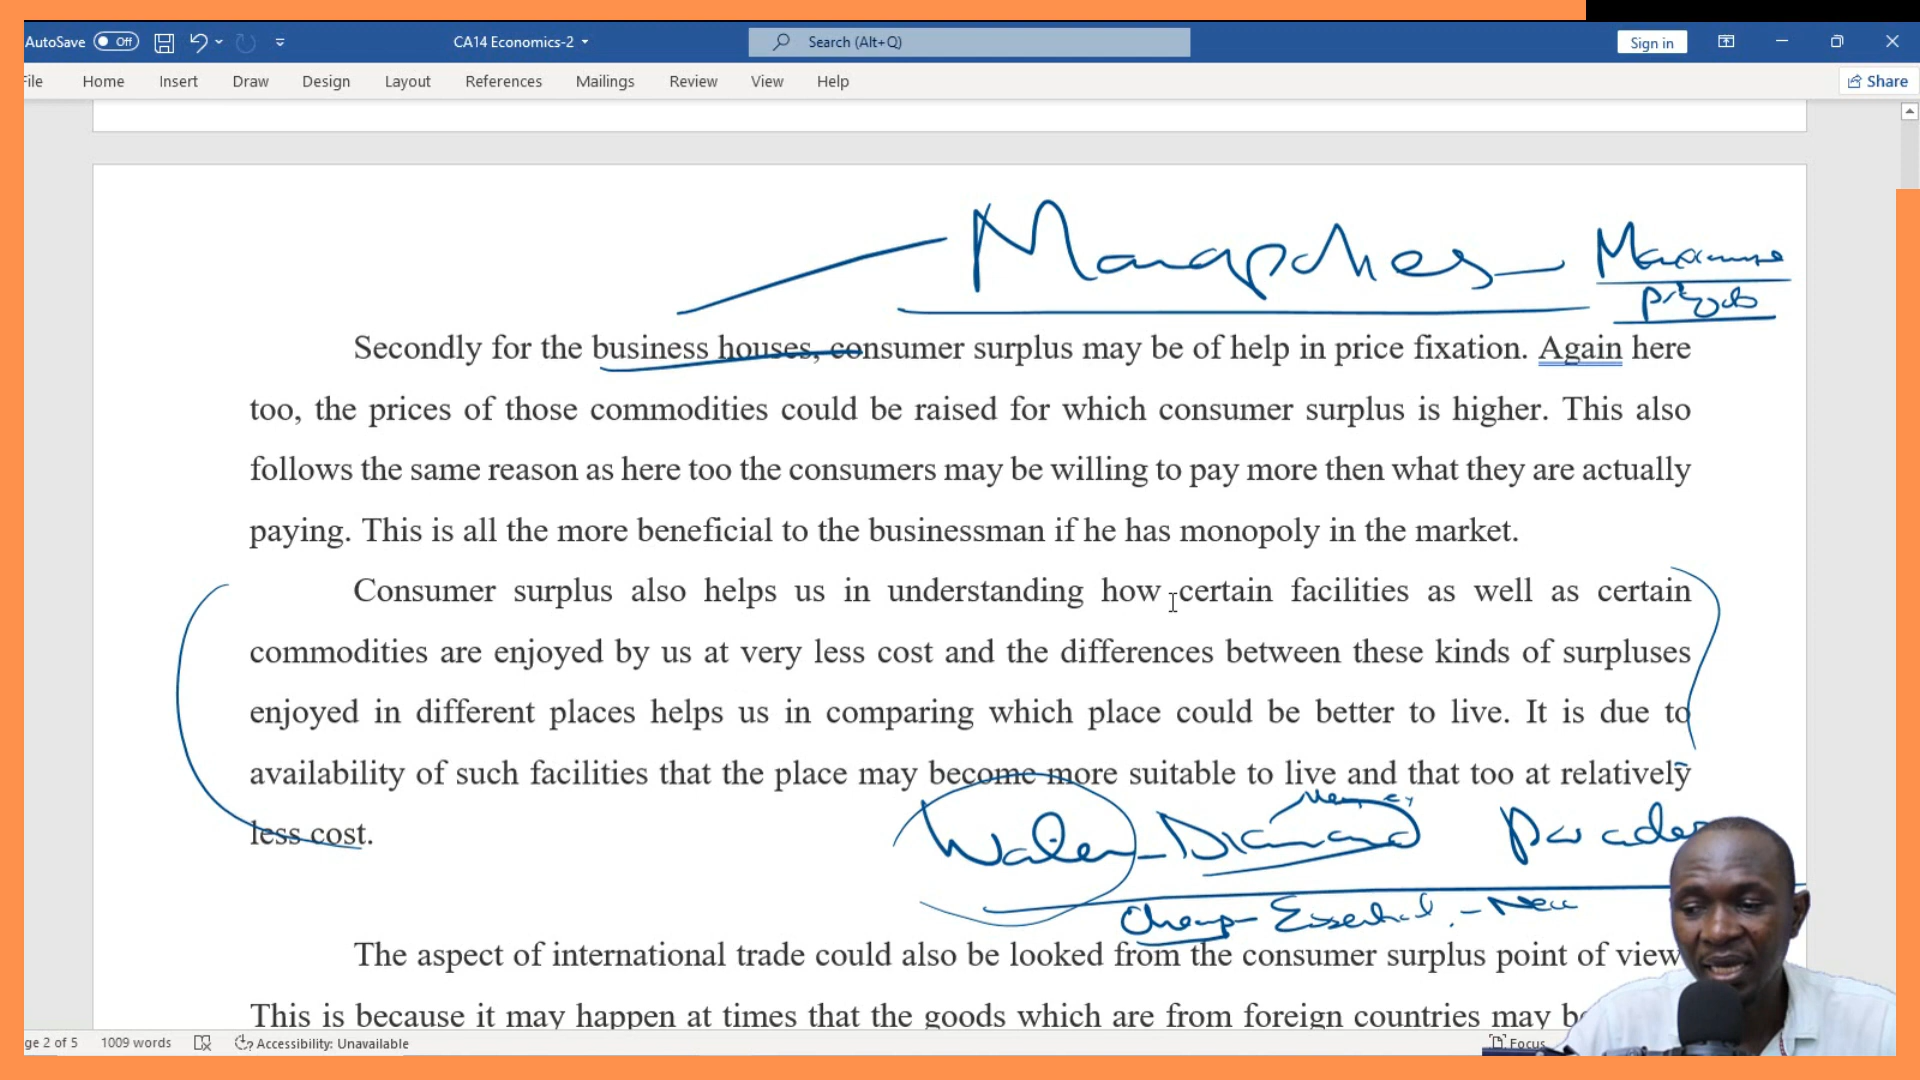 AutoSave Off CA14 Economics-2 Search (Alt+Q) Sign in
File Home Insert Draw Design Layout References Mailings Review View Help Share
Secondly for the business houses, consumer surplus may be of help in price fixation. Again here
too, the prices of those commodities could be raised for which consumer surplus is higher. This also
follows the same reason as here too the consumers may be willing to pay more then what they are actually
paying. This is all the more beneficial to the businessman if he has monopoly in the market.
Consumer surplus also helps us in understanding how certain facilities as well as certain
commodities are enjoyed by us at very less cost and the differences between these kinds of surpluses
enjoyed in different places helps us in comparing which place could be better to live. It is due to
availability of such facilities that the place may become more suitable to live and that too at relatively
less cost.
Water - Diamond
Cheap - Essential. -
The aspect of international trade could also be looked from the consumer surplus point of view
This is because it may happen at times that the goods which are from foreign countries may be
ge 2 of 5 1009 words Accessibility: Unavailable Focus